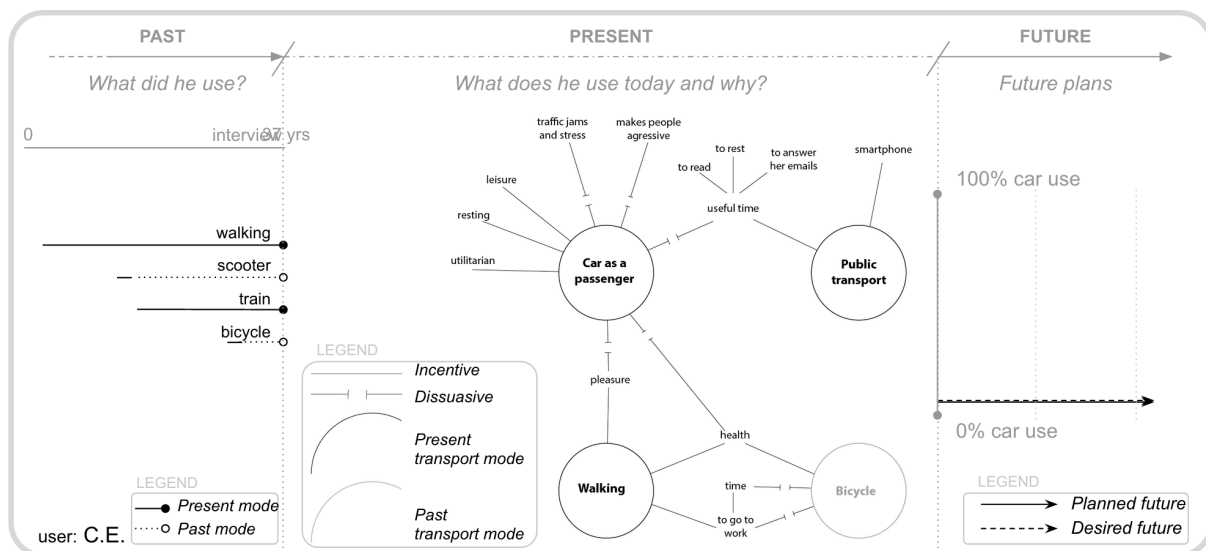 PAST
PRESENT
FUTURE
What did he use?
What does he use today and why?
Future plans
0
interview
37 yrs
walking
scooter
train
bicycle
LEGEND
Present mode
Past mode
user: C.E.
traffic jams
and stress
makes people
agressive
leisure
resting
utilitarian
to read
to rest
to answer
her emails
useful time
smartphone
Car as a
passenger
Public
transport
pleasure
health
Walking
time
to go to
work
Bicycle
LEGEND
Incentive
Dissuasive
Present
transport mode
Past
transport mode
100% car use
0% car use
LEGEND
Planned future
Desired future